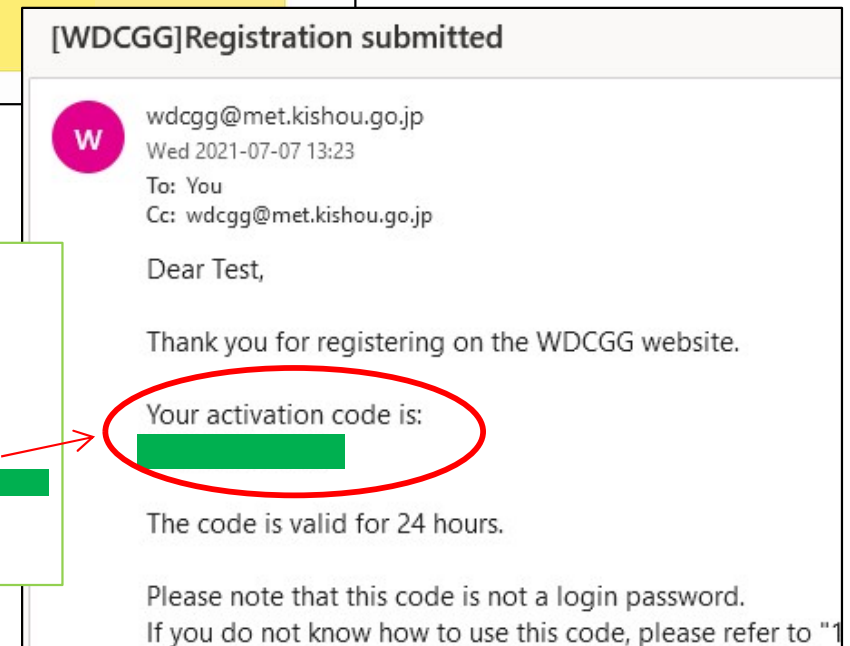 [WDCGG]Registration submitted
W
wdcgg@met.kishou.go.jp
Wed 2021-07-07 13:23
To: You
Cc: wdcgg@met.kishou.go.jp
Dear Test,
Thank you for registering on the WDCGG website.
Your activation code is:
The code is valid for 24 hours.
Please note that this code is not a login password.
If you do not know how to use this code, please refer to "1